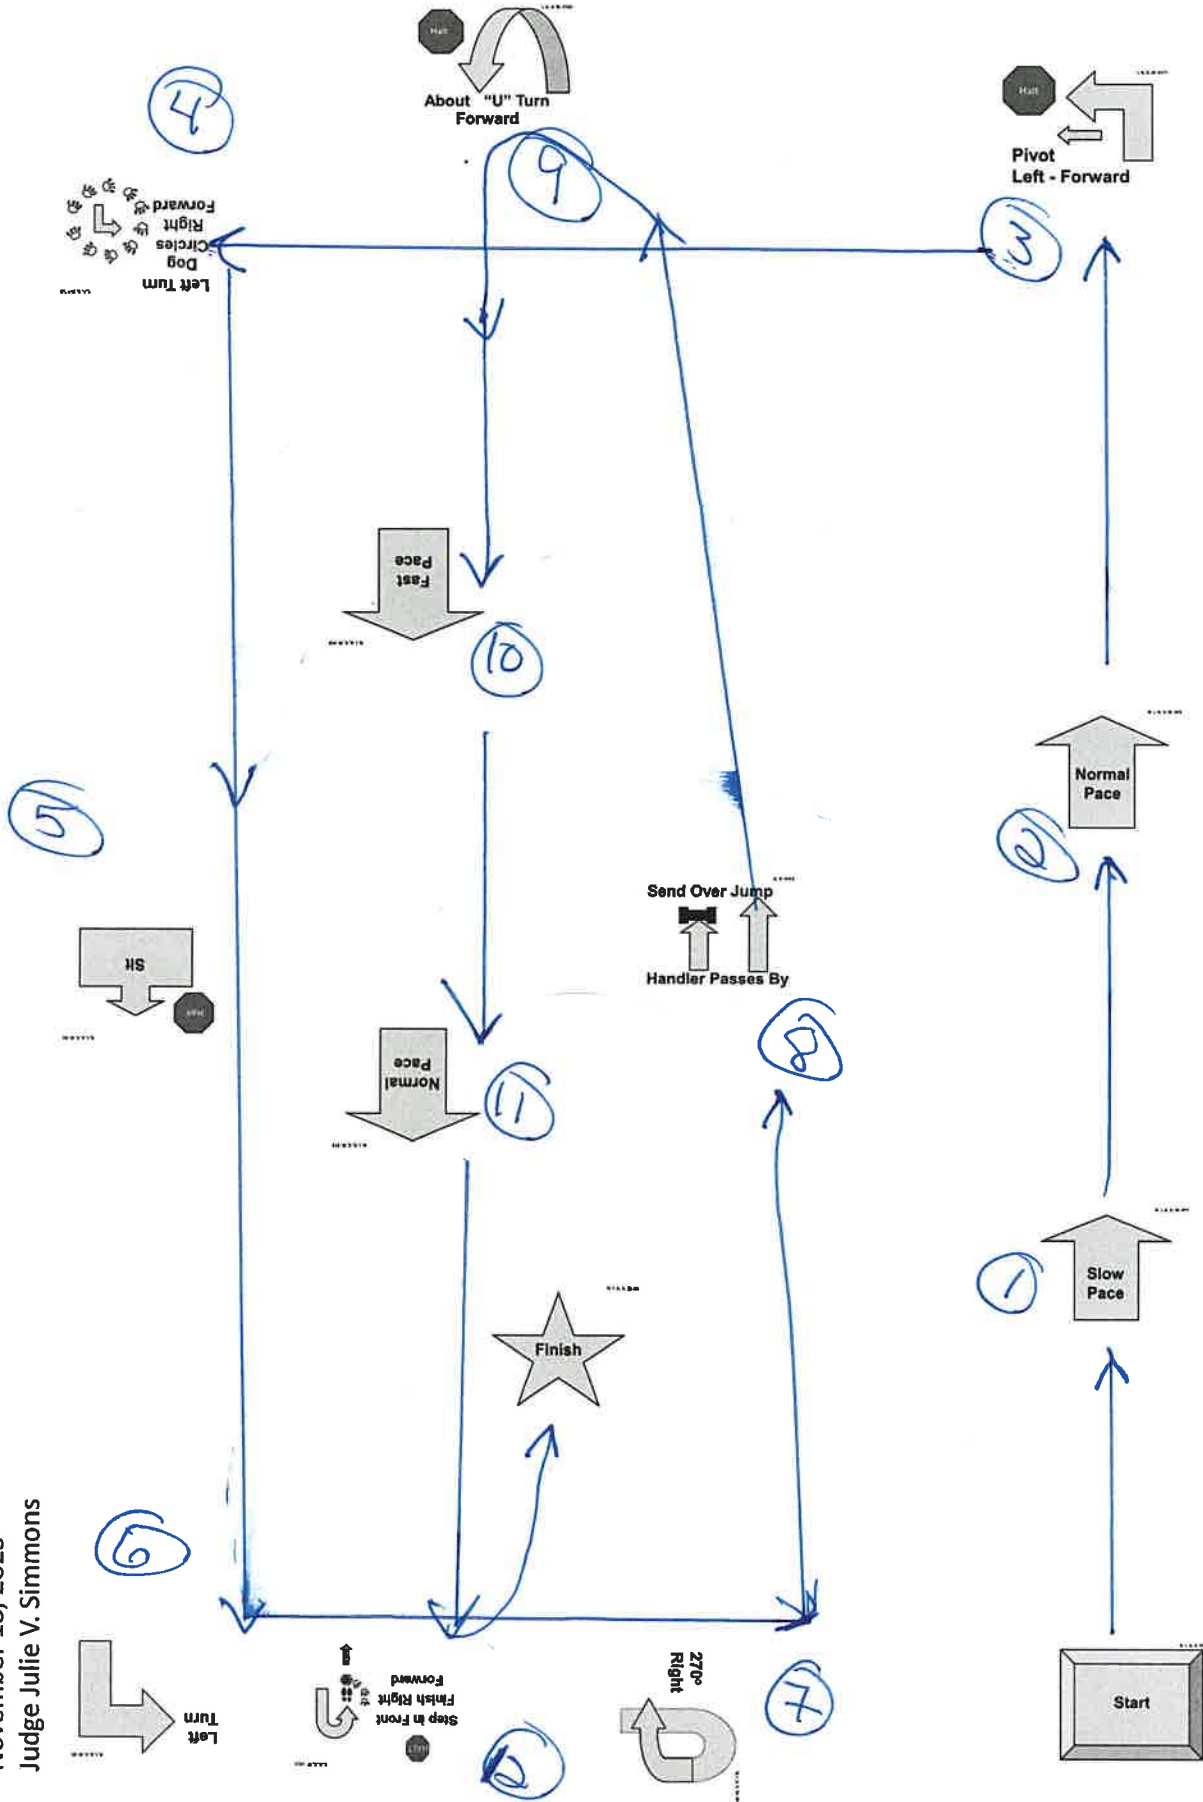 Judge Julie V. Simmons
Halt
About "U" Turn
Forward
4
9
Halt
Pivot
Left - Forward
3
Left Turn
Dog
Circles
Right
Forward
Fast
Pace
10
5
Sit
Halt
Normal
Pace
2
Send Over Jump
Handler Passes By
8
Normal
Pace
11
Slow
Pace
1
Finish
6
Left
Turn
HALT
Step in Front
Finish Right
Forward
12
270°
Right
7
Start